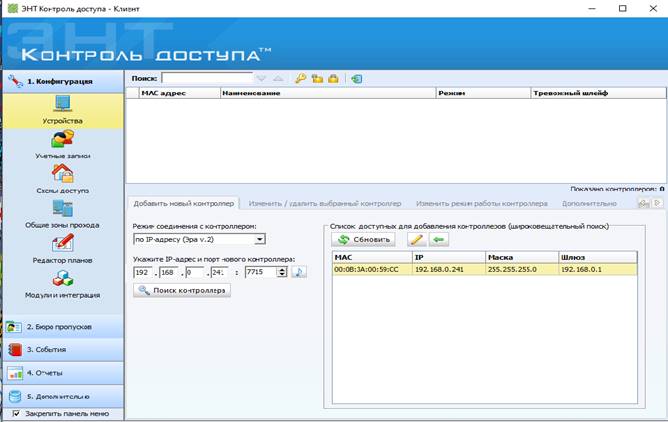 ЭНТ Контроль доступа - Клиент
ЭНТ
Контроль доступа™
1. Конфигурация
Устройства
Учетные записи
Схемы доступа
Общие зоны прохода
Редактор планов
Модули и интеграция
2. Бюро пропусков
3. События
4. Отчеты
5. Дополнительно
Закрепить панель меню
Поиск:
MAC адрес Наименование Режим Тревожный шлейф
Показано контроллеров: 0
Добавить новый контроллер Изменить / удалить выбранный контроллер Изменить режим работы контроллера Дополнительно
Режим соединения с контроллером:
по IP-адресу (Эра v.2)
Укажите IP-адрес и порт нового контроллера:
192 . 168 . 0 . 241 : 7715
Поиск контроллера
Список доступных для добавления контроллеров (широковещательный поиск)
Обновить
MAC IP Маска Шлюз
00:0B:3A:00:59:CC 192.168.0.241 255.255.255.0 192.168.0.1